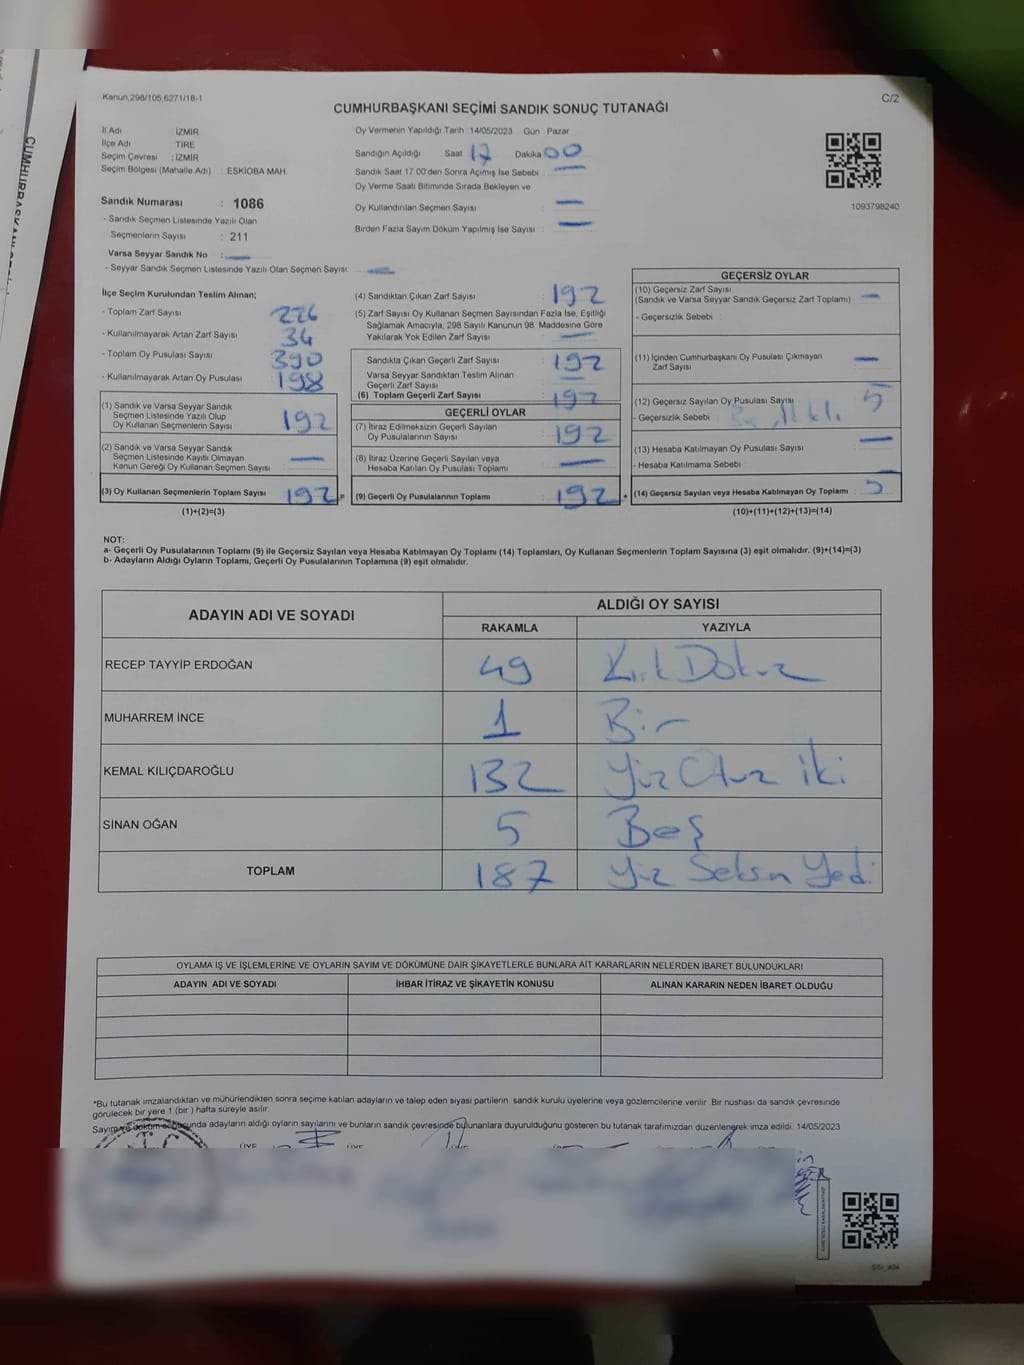 Kanun,298/105,6271/18-1
C/2
CUMHURBAŞKANI SEÇİMİ SANDIK SONUÇ TUTANAĞI
İl Adı İZMİR
İlçe Adı TİRE
Seçim Çevresi : İZMİR
Seçim Bölgesi (Mahalle Adı) : ESKİOBA MAH.
Sandık Numarası : 1086
- Sandık Seçmen Listesinde Yazılı Olan
Seçmenlerin Sayısı : 211
Varsa Seyyar Sandık No : —
- Seyyar Sandık Seçmen Listesinde Yazılı Olan Seçmen Sayısı: —
Oy Vermenin Yapıldığı Tarih 14/05/2023 Gün Pazar
Sandığın Açıldığı Saat 17 Dakika 00
Sandık Saat 17.00'den Sonra Açmış İse Sebebi : —
Oy Verme Saati Bitiminde Sırada Bekleyen ve
Oy Kullandırılan Seçmen Sayısı : —
Birden Fazla Sayım Döküm Yapılmış İse Sayısı : —
1093798240
İlçe Seçim Kurulundan Teslim Alınan;
- Toplam Zarf Sayısı : 226
- Kullanılmayarak Artan Zarf Sayısı : 34
- Toplam Oy Pusulası Sayısı : 390
- Kullanılmayarak Artan Oy Pusulası : 198
(1) Sandık ve Varsa Seyyar Sandık
Seçmen Listesinde Yazılı Olup
Oy Kullanan Seçmenlerin Sayısı : 192
(2) Sandık ve Varsa Seyyar Sandık
Seçmen Listesinde Kayıtlı Olmayan
Kanun Gereği Oy Kullanan Seçmen Sayısı : —
(3) Oy Kullanan Seçmenlerin Toplam Sayısı : 192 =
(1)+(2)=(3)
(4) Sandıktan Çıkan Zarf Sayısı : 192
(5) Zarf Sayısı Oy Kullanan Seçmen Sayısından Fazla İse, Eşitliği
Sağlamak Amacıyla, 298 Sayılı Kanunun 98. Maddesine Göre
Yakılarak Yok Edilen Zarf Sayısı : —
Sandıkta Çıkan Geçerli Zarf Sayısı : 192
Varsa Seyyar Sandıktan Teslim Alınan
Geçerli Zarf Sayısı : —
(6) Toplam Geçerli Zarf Sayısı : 192
GEÇERLİ OYLAR
(7) İtiraz Edilmeksizin Geçerli Sayılan
Oy Pusulalarının Sayısı : 192
(8) İtiraz Üzerine Geçerli Sayılan veya
Hesaba Katılan Oy Pusulası Toplamı : —
(9) Geçerli Oy Pusulalarının Toplamı : 192 +
GEÇERSİZ OYLAR
(10) Geçersiz Zarf Sayısı
(Sandık ve Varsa Seyyar Sandık Geçersiz Zarf Toplamı) : —
- Geçersizlik Sebebi :
(11) İçinden Cumhurbaşkanı Oy Pusulası Çıkmayan
Zarf Sayısı : —
(12) Geçersiz Sayılan Oy Pusulası Sayısı : 5
- Geçersizlik Sebebi :
(13) Hesaba Katılmayan Oy Pusulası Sayısı : —
- Hesaba Katılmama Sebebi : —
(14) Geçersiz Sayılan veya Hesaba Katılmayan Oy Toplamı : 5
(10)+(11)+(12)+(13)=(14)
NOT:
a- Geçerli Oy Pusulalarının Toplamı (9) ile Geçersiz Sayılan veya Hesaba Katılmayan Oy Toplamı (14) Toplamları, Oy Kullanan Seçmenlerin Toplam Sayısına (3) eşit olmalıdır. (9)+(14)=(3)
b- Adayların Aldığı Oyların Toplamı, Geçerli Oy Pusulalarının Toplamına (9) eşit olmalıdır.
ADAYIN ADI VE SOYADI ALDIĞI OY SAYISI
RAKAMLA YAZIYLA
RECEP TAYYİP ERDOĞAN 49 Kırk Dokuz
MUHARREM İNCE 1 Bir
KEMAL KILIÇDAROĞLU 132 Yüz Otuz iki
SİNAN OĞAN 5 Beş
TOPLAM 187 Yüz Seksen Yedi
OYLAMA İŞ VE İŞLEMLERİNE VE OYLARIN SAYIM VE DÖKÜMÜNE DAİR ŞİKAYETLERLE BUNLARA AİT KARARLARIN NELERDEN İBARET BULUNDUKLARI
ADAYIN ADI VE SOYADI İHBAR İTİRAZ VE ŞİKAYETİN KONUSU ALINAN KARARIN NEDEN İBARET OLDUĞU
*Bu tutanak imzalandıktan ve mühürlendikten sonra seçime katılan adayların ve talep eden siyasi partilerin sandık kurulu üyelerine veya gözlemcilerine verilir. Bir nüshası da sandık çevresinde
görülecek bir yere 1 (bir) hafta süreyle asılır.
Sayım ve döküm sonucunda adayların aldığı oyların sayılarını ve bunların sandık çevresinde bulunanlara duyurulduğunu gösteren bu tutanak tarafımızdan düzenlenerek imza edildi. 14/05/2023
ÜYE ÜYE